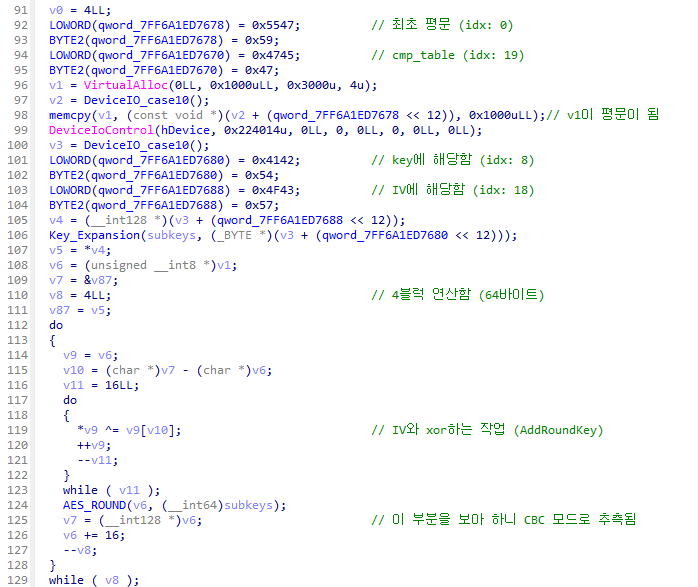 91 v0 = 4LL;
92 LOWORD(qword_7FF6A1ED7678) = 0x5547; // 최초 평문 (idx: 0)
93 BYTE2(qword_7FF6A1ED7678) = 0x59;
94 LOWORD(qword_7FF6A1ED7670) = 0x4745; // cmp_table (idx: 19)
95 BYTE2(qword_7FF6A1ED7670) = 0x47;
96 v1 = VirtualAlloc(0LL, 0x1000uLL, 0x3000u, 4u);
97 v2 = DeviceIO_case10();
98 memcpy(v1, (const void *)(v2 + (qword_7FF6A1ED7678 << 12)), 0x1000uLL);// v1이 평문이 됨
99 DeviceIoControl(hDevice, 0x224014u, 0LL, 0, 0LL, 0, 0LL, 0LL);
100 v3 = DeviceIO_case10();
101 LOWORD(qword_7FF6A1ED7680) = 0x4142; // key에 해당함 (idx: 8)
102 BYTE2(qword_7FF6A1ED7680) = 0x54;
103 LOWORD(qword_7FF6A1ED7688) = 0x4F43; // IV에 해당함 (idx: 18)
104 BYTE2(qword_7FF6A1ED7688) = 0x57;
105 v4 = (__int128 *)(v3 + (qword_7FF6A1ED7688 << 12));
106 Key_Expansion(subkeys, (_BYTE *)(v3 + (qword_7FF6A1ED7680 << 12)));
107 v5 = *v4;
108 v6 = (unsigned __int8 *)v1;
109 v7 = &v87;
110 v8 = 4LL; // 4블럭 연산함 (64바이트)
111 v87 = v5;
112 do
113 {
114 v9 = v6;
115 v10 = (char *)v7 - (char *)v6;
116 v11 = 16LL;
117 do
118 {
119 *v9 ^= v9[v10]; // IV와 xor하는 작업 (AddRoundKey)
120 ++v9;
121 --v11;
122 }
123 while ( v11 );
124 AES_ROUND(v6, (__int64)subkeys);
125 v7 = (__int128 *)v6; // 이 부분을 보아 하니 CBC 모드로 추측됨
126 v6 += 16;
127 --v8;
128 }
129 while ( v8 );